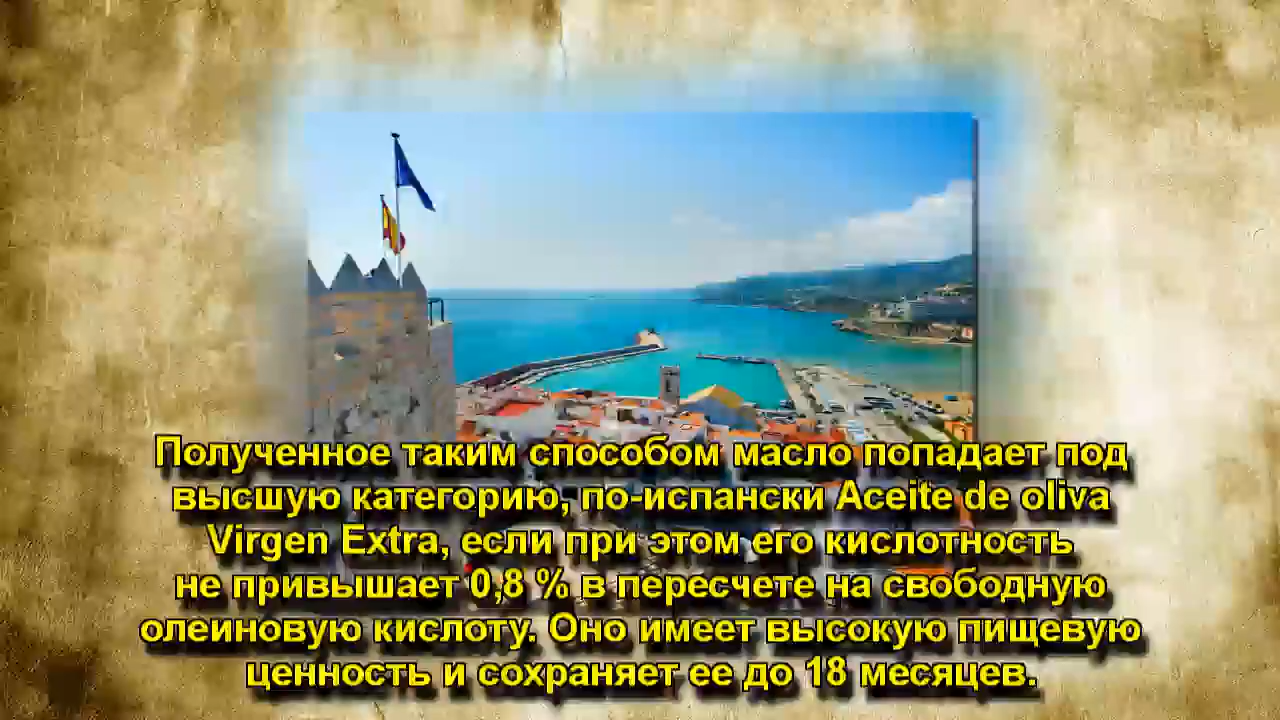 Полученное таким способом масло попадает под
высшую категорию, по-испански Aceite de oliva
Virgen Extra, если при этом его кислотность
не привышает 0,8 % в пересчете на свободную
олеиновую кислоту. Оно имеет высокую пищевую
ценность и сохраняет ее до 18 месяцев.